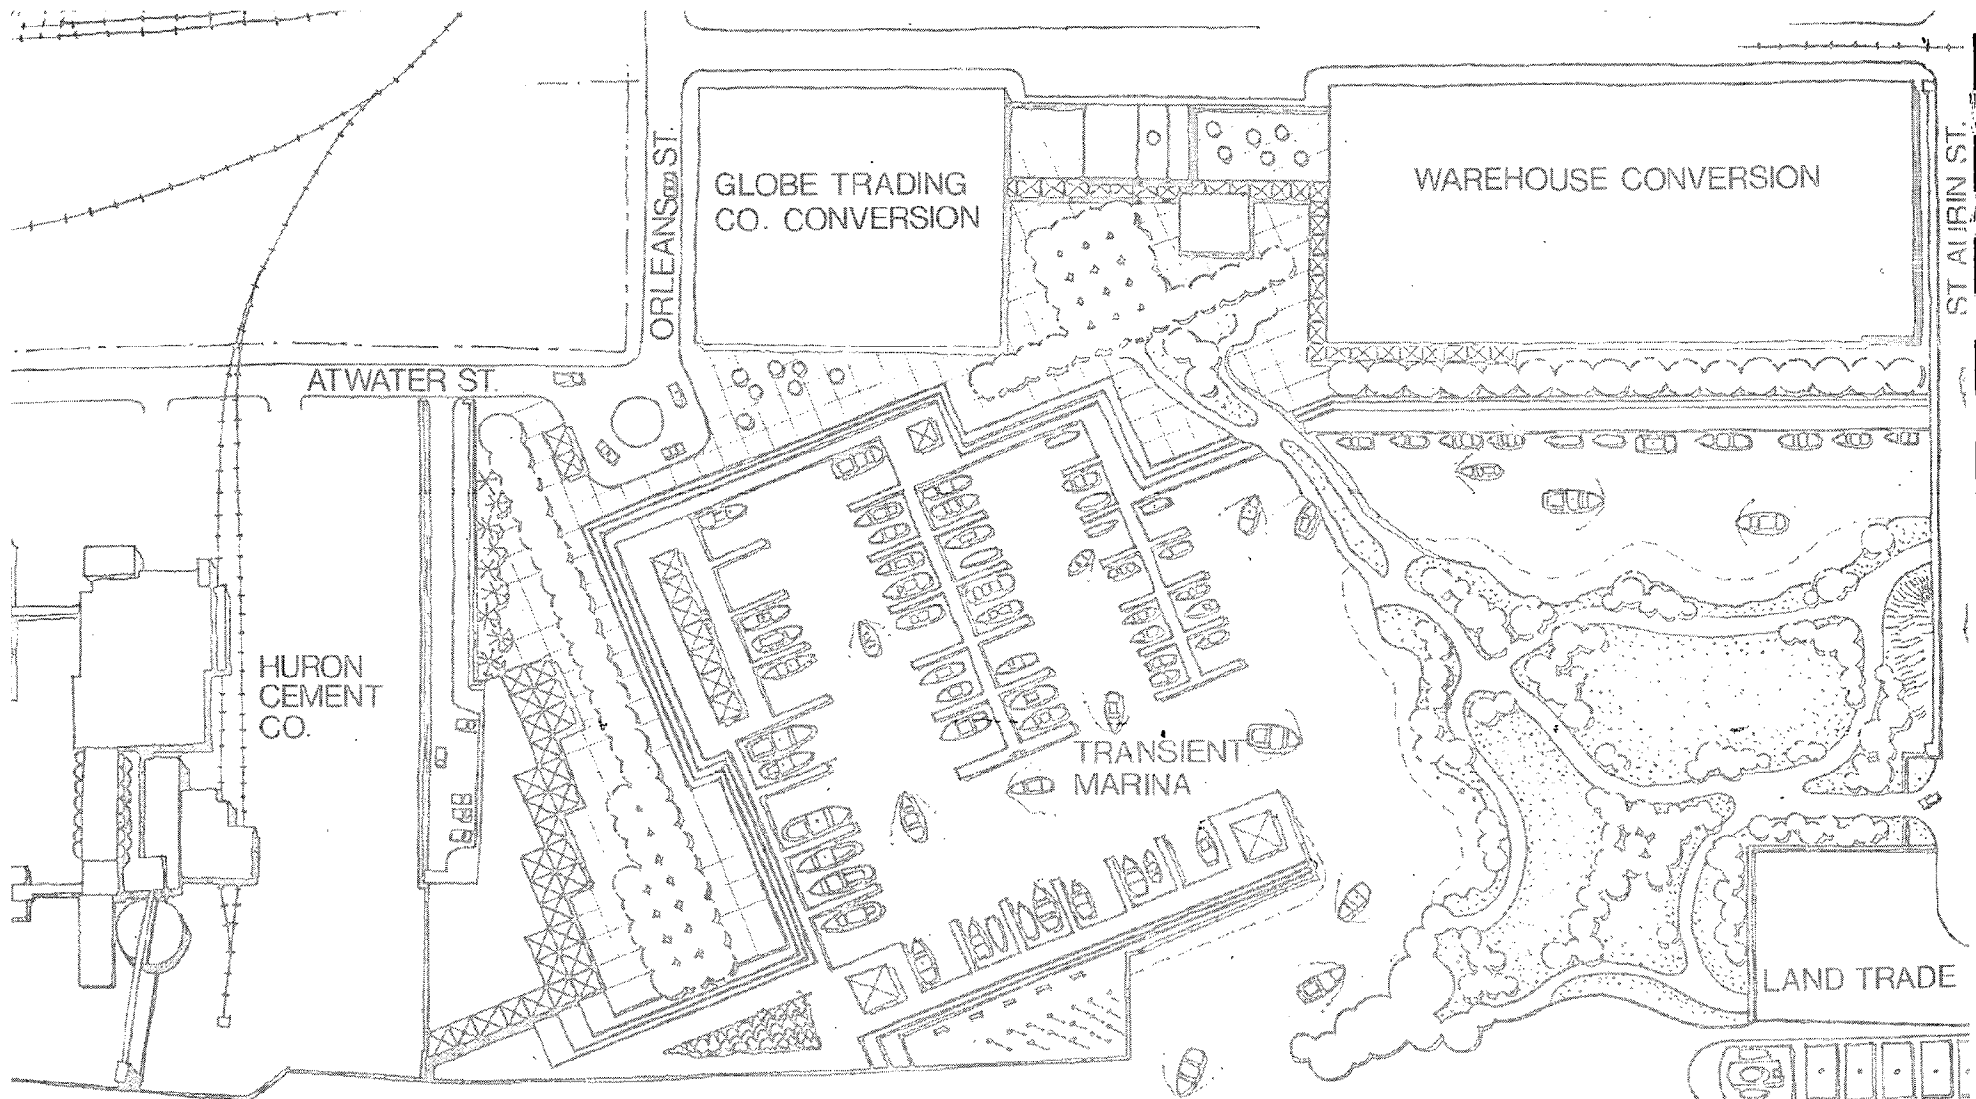 GLOBE TRADING
CO. CONVERSION
WAREHOUSE CONVERSION
ORLEANS ST.
ST. AUBIN ST.
ATWATER ST.
HURON
CEMENT
CO.
TRANSIENT
MARINA
LAND TRADE